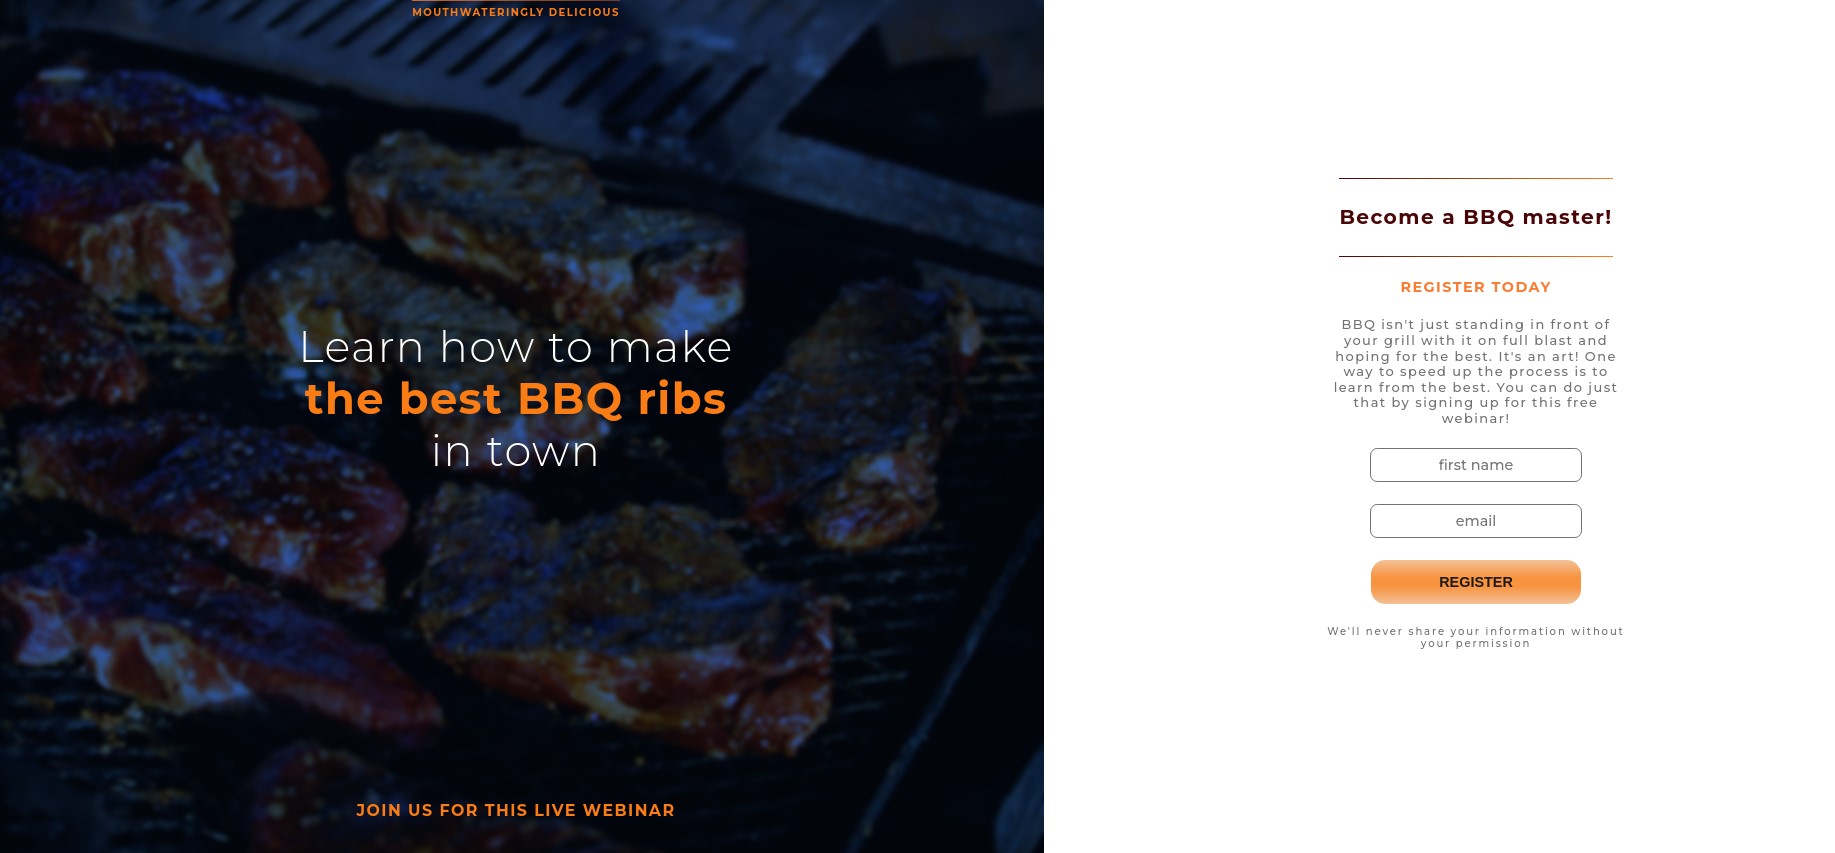 MOUTHWATERINGLY DELICIOUS
Learn how to make
the best BBQ ribs
in town
JOIN US FOR THIS LIVE WEBINAR
Become a BBQ master!
REGISTER TODAY
BBQ isn't just standing in front of
your grill with it on full blast and
hoping for the best. It's an art! One
way to speed up the process is to
learn from the best. You can do just
that by signing up for this free
webinar!
first name
email
REGISTER
We'll never share your information without
your permission